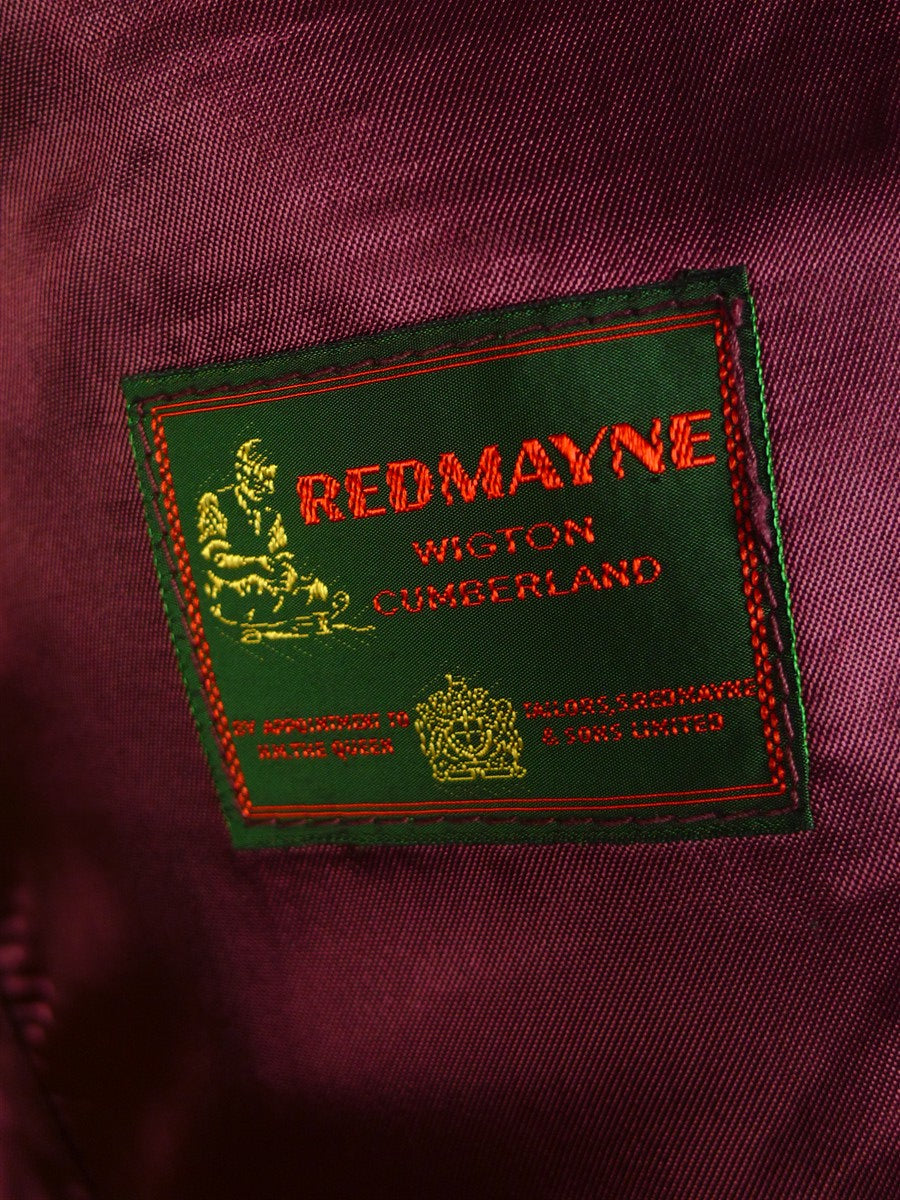 REDMAYNE
WIGTON
CUMBERLAND
BY APPOINTMENT TO
H.M. THE QUEEN
TAILORS, S. REDMAYNE
& SONS LIMITED